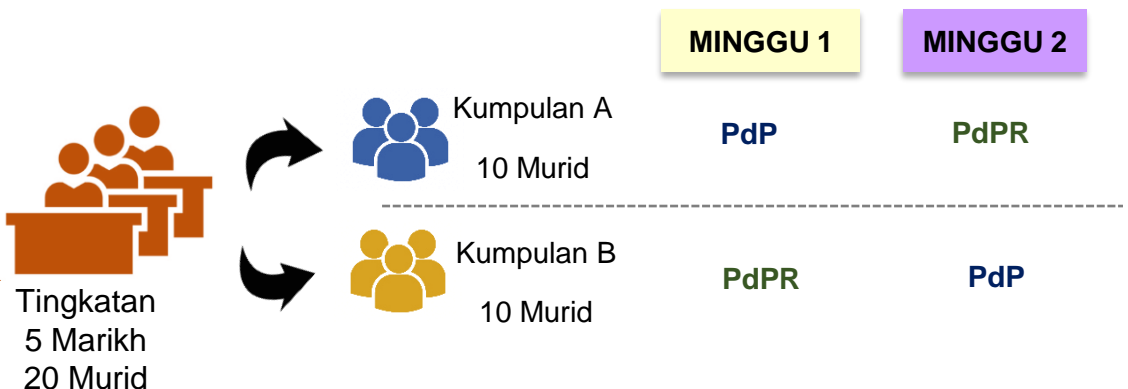 MINGGU 1
MINGGU 2
Kumpulan A
10 Murid
PdP
PdPR
Kumpulan B
10 Murid
PdPR
PdP
Tingkatan
5 Marikh
20 Murid